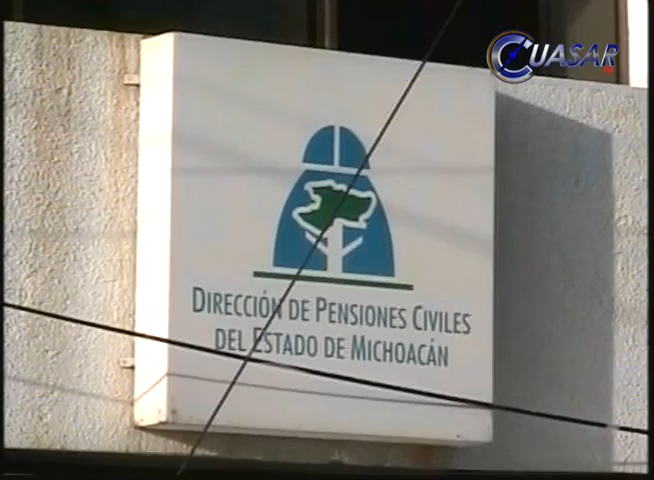 CUASAR
DIRECCIÓN DE PENSIONES CIVILES
DEL ESTADO DE MICHOACÁN